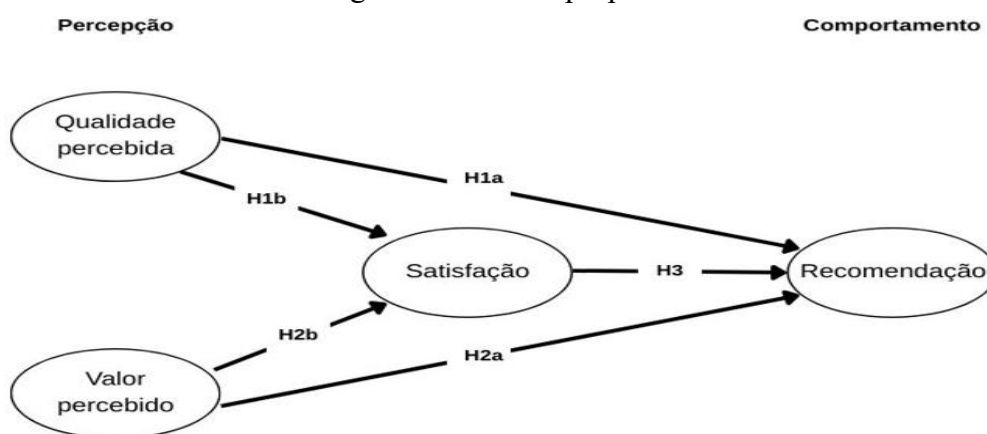 Percepção
Comportamento
Qualidade
percebida
H1a
H1b
Satisfação
H3
Recomendação
H2b
H2a
Valor
percebido